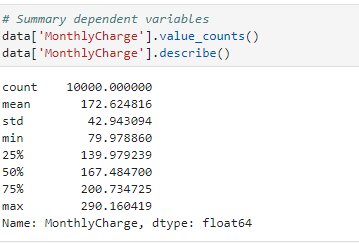 # Summary dependent variables
data['MonthlyCharge'].value_counts()
data['MonthlyCharge'].describe()
count    10000.000000
mean       172.624816
std         42.943094
min         79.978860
25%        139.979239
50%        167.484700
75%        200.734725
max        290.160419
Name: MonthlyCharge, dtype: float64